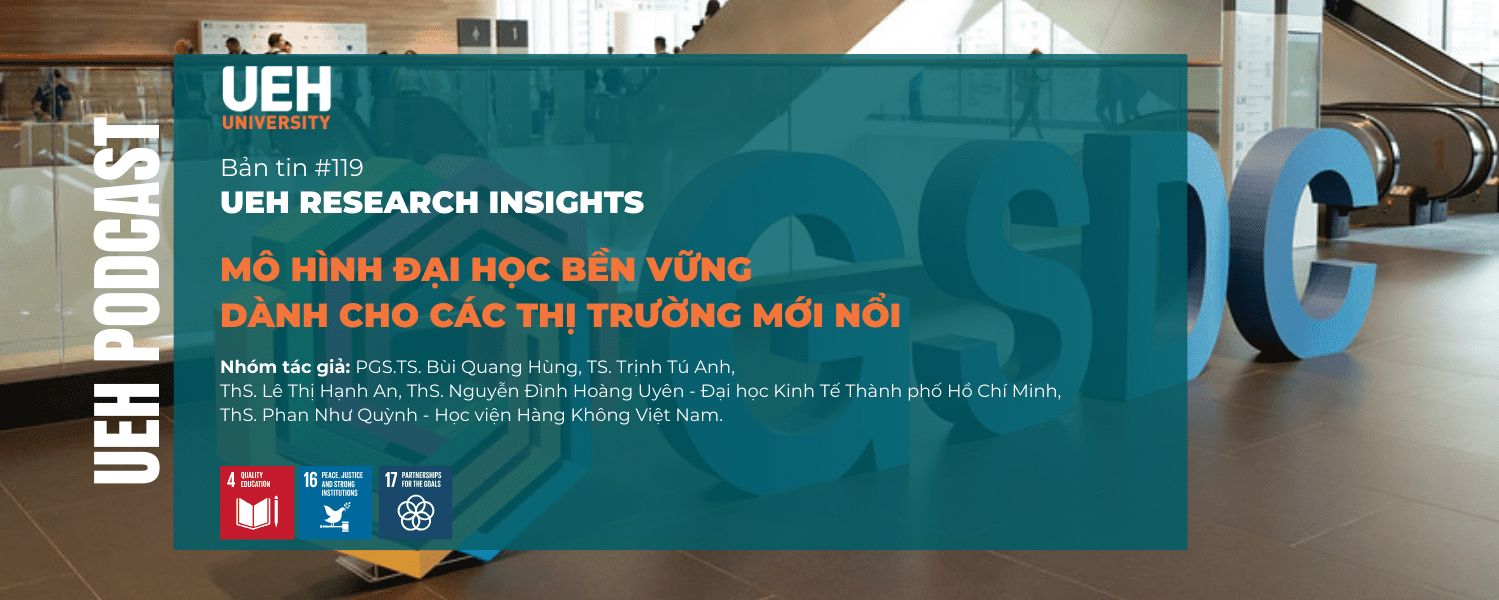 UEH PODCAST
UEH
UNIVERSITY
Bản tin #119
UEH RESEARCH INSIGHTS
MÔ HÌNH ĐẠI HỌC BỀN VỮNG
DÀNH CHO CÁC THỊ TRƯỜNG MỚI NỔI
Nhóm tác giả: PGS.TS. Bùi Quang Hùng, TS. Trịnh Tú Anh,
ThS. Lê Thị Hạnh An, ThS. Nguyễn Đình Hoàng Uyên - Đại học Kinh Tế Thành phố Hồ Chí Minh,
ThS. Phan Như Quỳnh - Học viện Hàng Không Việt Nam.
4 QUALITY
EDUCATION
16 PEACE, JUSTICE
AND STRONG
INSTITUTIONS
17 PARTNERSHIPS
FOR THE GOALS
GSDC
1